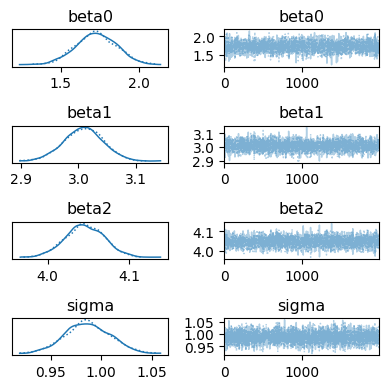 beta0 beta0
2.0
1.5
1.5 2.0 0 1000
beta1 beta1
3.1
3.0
2.9
2.9 3.0 3.1 0 1000
beta2 beta2
4.1
4.0
4.0 4.1 0 1000
sigma sigma
1.05
1.00
0.95
0.95 1.00 1.05 0 1000